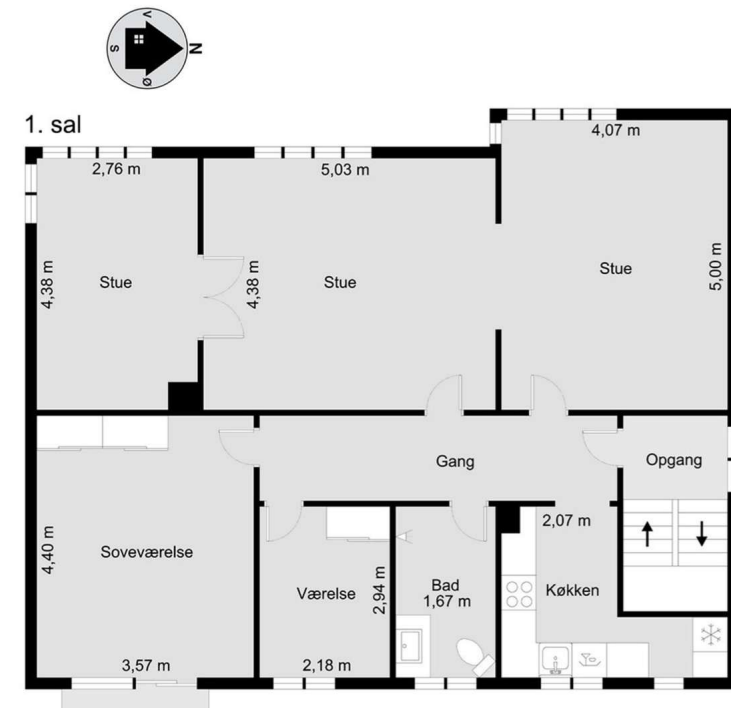 V
S
N
Ø
1. sal
2,76 m
5,03 m
4,07 m
4,38 m
Stue
4,38 m
Stue
Stue
5,00 m
Gang
Opgang
4,40 m
Soveværelse
3,57 m
Værelse
2,94 m
2,18 m
Bad
1,67 m
2,07 m
Køkken